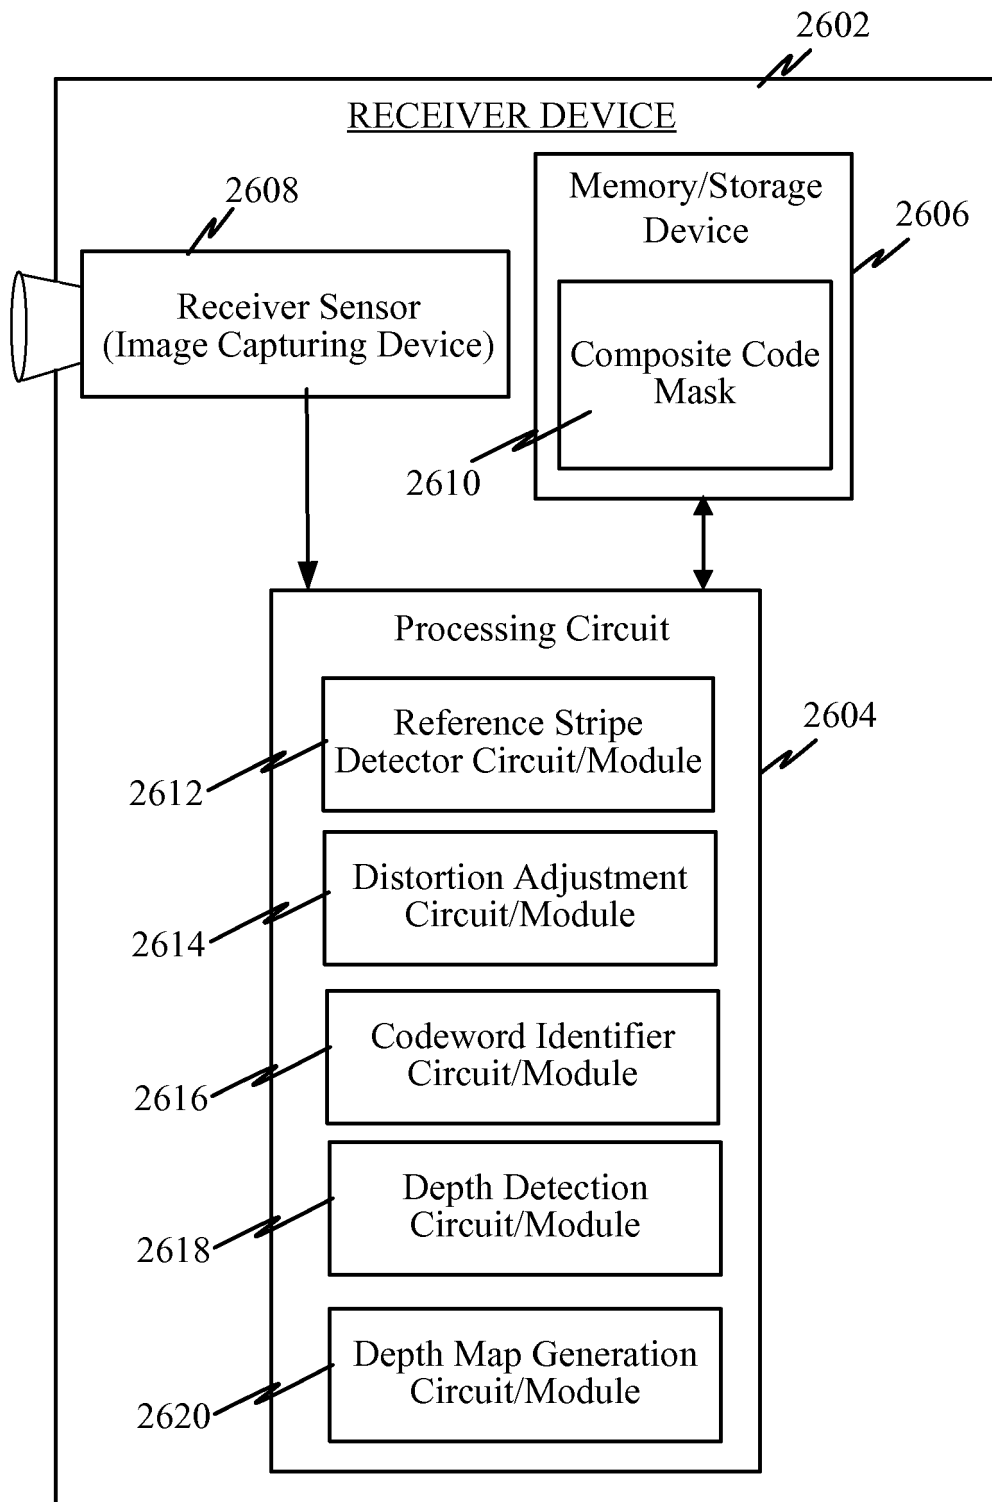 2602
RECEIVER DEVICE
2608
Memory/Storage
Device
2606
Receiver Sensor
(Image Capturing Device)
Composite Code
Mask
2610
Processing Circuit
2604
Reference Stripe
Detector Circuit/Module
2612
Distortion Adjustment
Circuit/Module
2614
Codeword Identifier
Circuit/Module
2616
Depth Detection
Circuit/Module
2618
Depth Map Generation
Circuit/Module
2620